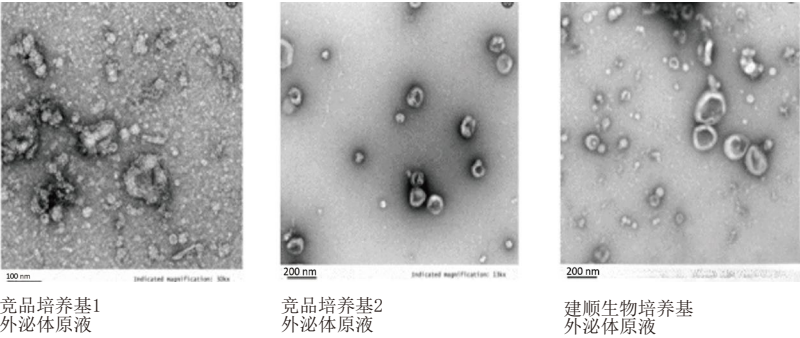 100 nm
Indicated magnification: 30kx
200 nm
Indicated magnification: 13kx
200 nm
竞品培养基1
外泌体原液
竞品培养基2
外泌体原液
建顺生物培养基
外泌体原液